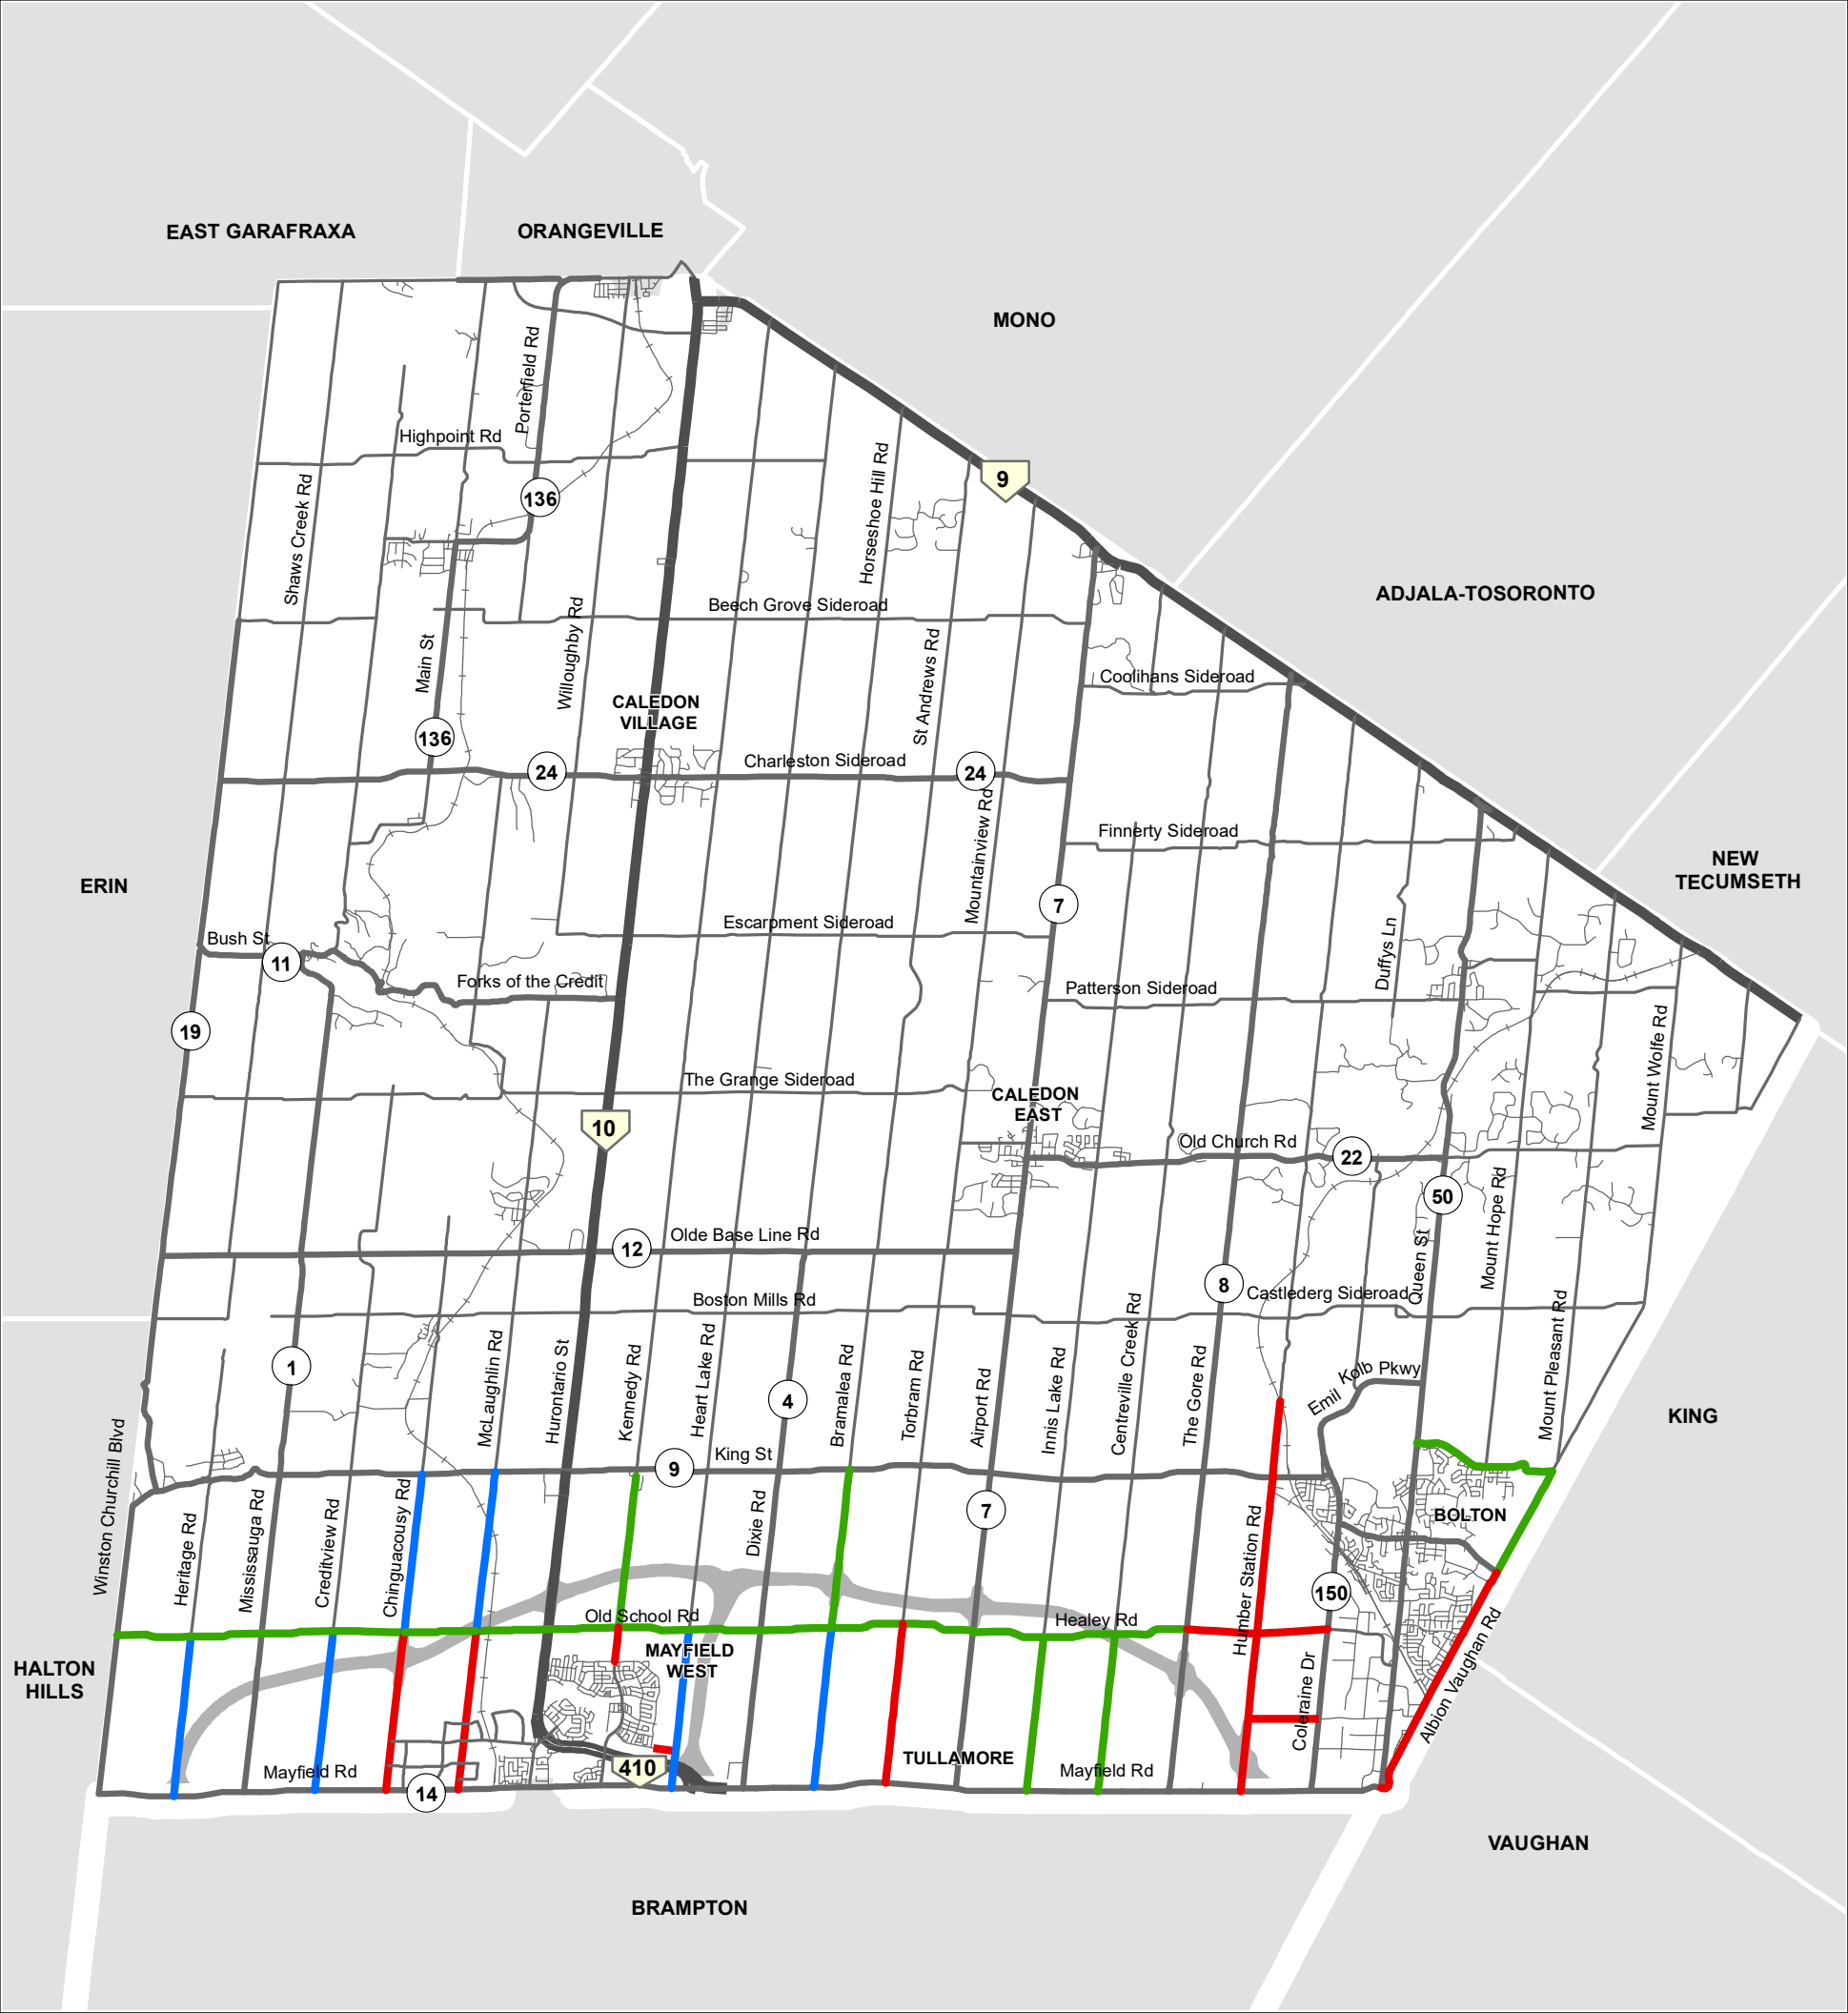 EAST GARAFRAXA
ORANGEVILLE
MONO
Porterfield Rd
Highpoint Rd
Horseshoe Hill Rd
9
Shaws Creek Rd
136
ADJALA-TOSORONTO
Beech Grove Sideroad
Willoughby Rd
Main St
St Andrews Rd
Coolihans Sideroad
CALEDON
VILLAGE
136
24
Charleston Sideroad
24
Mountainview Rd
Finnerty Sideroad
NEW
TECUMSETH
ERIN
7
Escarpment Sideroad
Bush St
11
Duffys Ln
Forks of the Credit
Patterson Sideroad
19
Mount Wolfe Rd
The Grange Sideroad
CALEDON
EAST
10
Old Church Rd
22
50
Mount Hope Rd
Olde Base Line Rd
12
Queen St
8
Castlederg Sideroad
Boston Mills Rd
1
McLaughlin Rd
Hurontario St
Kennedy Rd
Heart Lake Rd
4
Bramalea Rd
Torbram Rd
Airport Rd
Innis Lake Rd
Centreville Creek Rd
The Gore Rd
Emil Kolb Pkwy
Mount Pleasant Rd
KING
Winston Churchill Blvd
9
King St
7
Heritage Rd
Mississauga Rd
Creditview Rd
Chinguacousy Rd
Dixie Rd
BOLTON
Humber Station Rd
150
Old School Rd
Healey Rd
HALTON
HILLS
MAYFIELD
WEST
Coleraine Dr
Albion Vaughan Rd
TULLAMORE
Mayfield Rd
14
410
Mayfield Rd
VAUGHAN
BRAMPTON